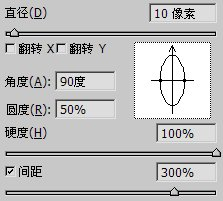 直径(D) 10 像素
翻转 X 翻转 Y
角度(A): 90度
圆度(R): 50%
硬度(H) 100%
间距 300%